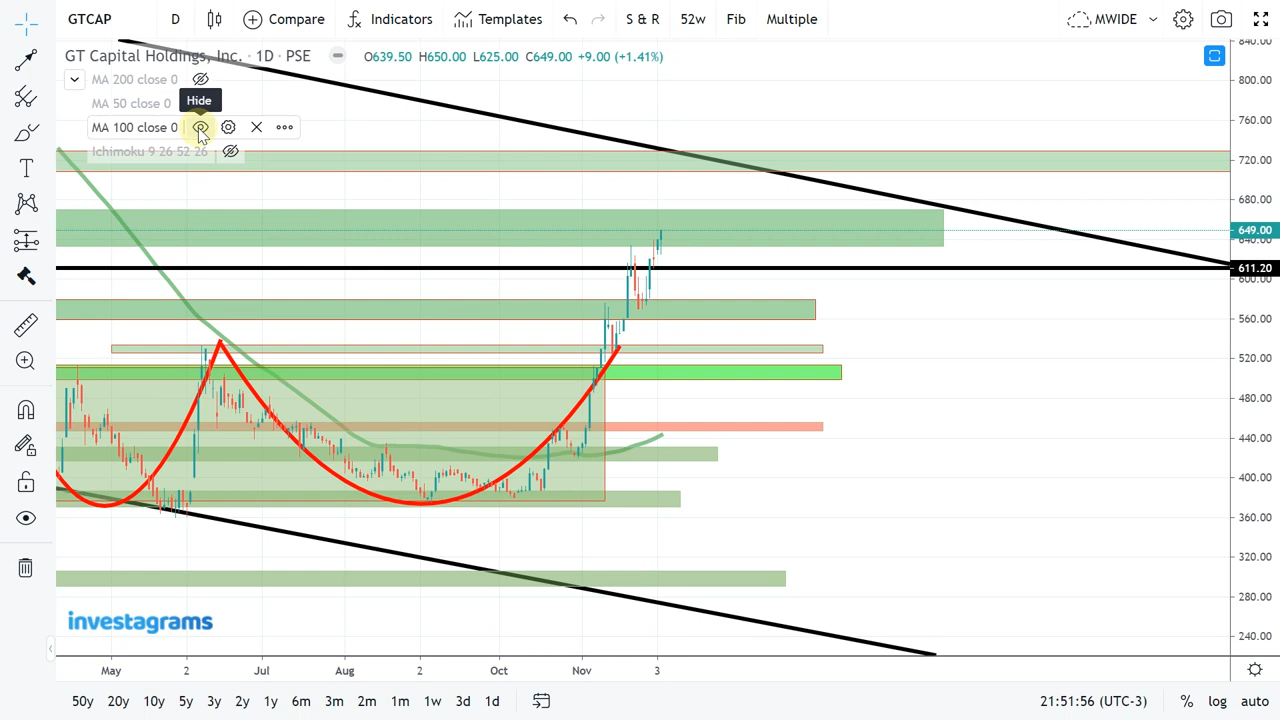 GTCAP D Compare Indicators Templates S & R 52w Fib Multiple MWIDE
GT Capital Holdings, Inc. · 1D · PSE O639.50 H650.00 L625.00 C649.00 +9.00 (+1.41%)
MA 200 close 0
MA 50 close 0
Hide
MA 100 close 0
Ichimoku 9 26 52 26
840.00
800.00
760.00
720.00
680.00
649.00
640.00
611.20
600.00
560.00
520.00
480.00
440.00
400.00
360.00
320.00
280.00
240.00
investagrams
May 2 Jul Aug 2 Oct Nov 3
50y 20y 10y 5y 3y 2y 1y 6m 3m 2m 1m 1w 3d 1d 21:51:56 (UTC-3) % log auto